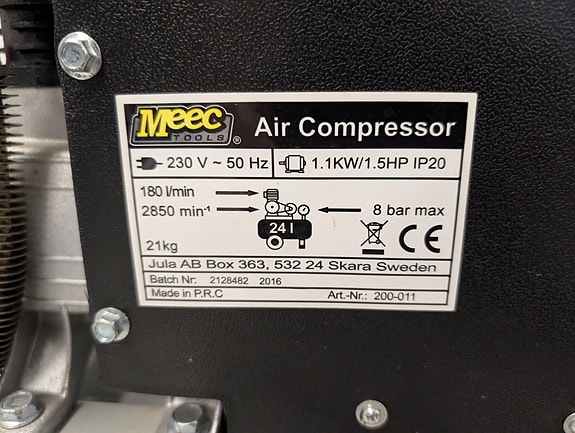 Meec
TOOLS ® Air Compressor
230 V ~ 50 Hz 1.1KW/1.5HP IP20
180 l/min
2850 min-1 8 bar max
24 l
21kg CE
Jula AB Box 363, 532 24 Skara Sweden
Batch Nr: 2128482 2016
Made in P.R.C Art.-Nr.: 200-011